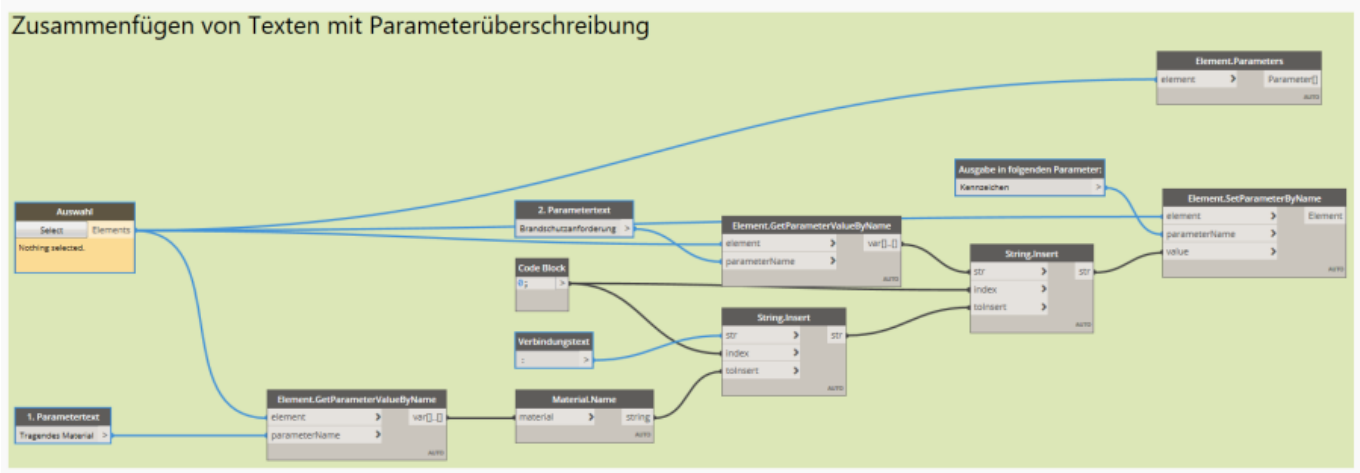 Zusammenfügen von Texten mit Parameterüberschreibung
Element.Parameters
element > Parameter[]
AUTO
Ausgabe in folgenden Parameter:
Kennzeichen >
Element.SetParameterByName
element > Element
parameterName >
value >
AUTO
Auswahl
Select Elements
Nothing selected.
2. Parametertext
Brandschutzanforderung >
Element.GetParameterValueByName
element > var[]..[]
parameterName >
AUTO
String.Insert
str > str
index >
toInsert >
AUTO
Code Block
0; >
String.Insert
str > str
index >
toInsert >
AUTO
Verbindungstext
: >
Element.GetParameterValueByName
element > var[]..[]
parameterName >
AUTO
Material.Name
material > string
AUTO
1. Parametertext
Tragendes Material >